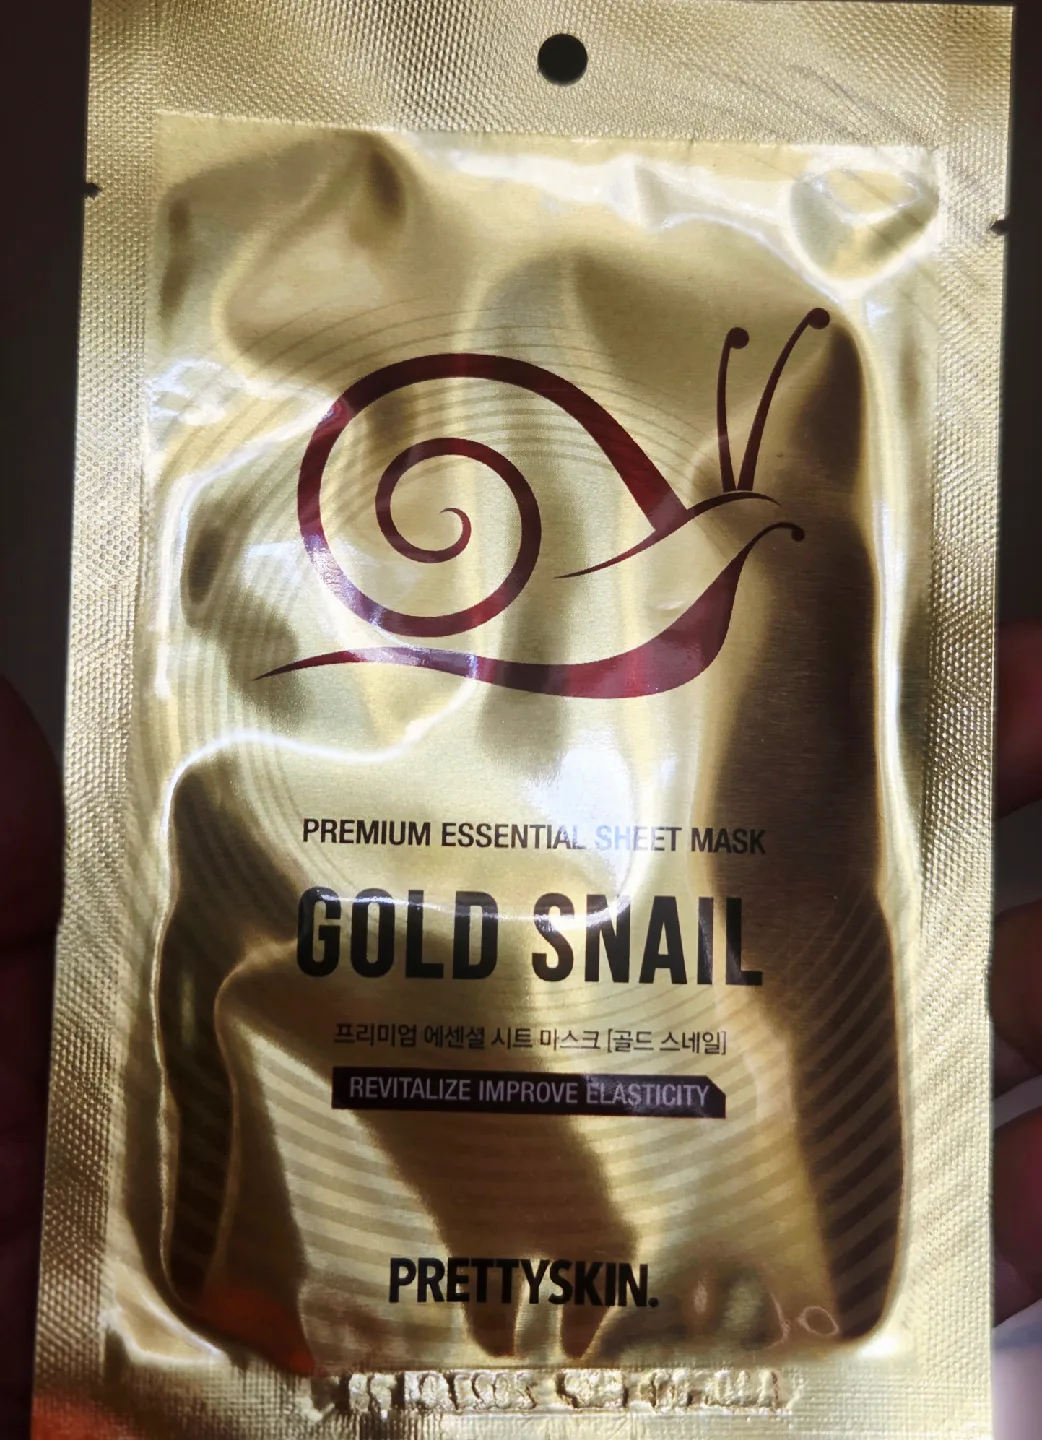 PREMIUM ESSENTIAL SHEET MASK
GOLD SNAIL
프리미엄 에센셜 시트 마스크 [골드 스네일]
REVITALIZE IMPROVE ELASTICITY
PRETTYSKIN.